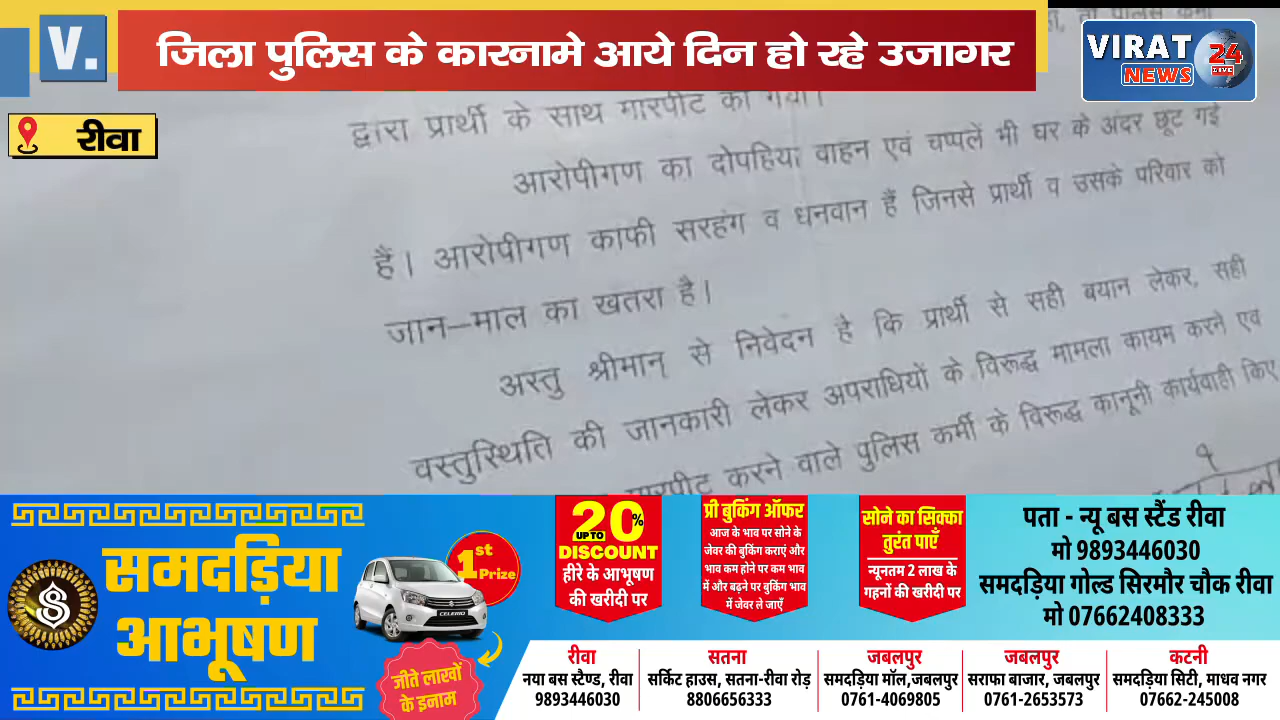 V.
जिला पुलिस के कारनामे आये दिन हो रहे उजागर
VIRAT
NEWS
24
LIVE
रीवा
द्वारा प्रार्थी के साथ मारपीट की गयी।
आरोपीगण का दोपहिया वाहन एवं चप्पलें भी घर के अंदर छूट गई
हैं। आरोपीगण काफी सरहंग व धनवान हैं जिनसे प्रार्थी व उसके परिवार को
जान–माल का खतरा है।
अस्तु श्रीमान् से निवेदन है कि प्रार्थी से सही बयान लेकर, सही
वस्तुस्थिति की जानकारी लेकर अपराधियों के विरूद्ध मामला कायम करने एवं
मारपीट करने वाले पुलिस कर्मी के विरूद्ध कानूनी कार्यवाही किए
समदड़िया
आभूषण
S
1st
Prize
CELERIO
जीते लाखों
के इनाम
UP TO 20%
DISCOUNT
हीरे के आभूषण
की खरीदी पर
प्री बुकिंग ऑफर
आज के भाव पर सोने के
जेवर की बुकिंग कराएं और
भाव कम होने पर कम भाव
में और बढ़ने पर बुकिंग भाव
में जेवर ले जाएँ
सोने का सिक्का
तुरंत पाएँ
न्यूनतम 2 लाख के
गहनों की खरीदी पर
पता - न्यू बस स्टैंड रीवा
मो 9893446030
समदड़िया गोल्ड सिरमौर चौक रीवा
मो 07662408333
रीवा
नया बस स्टैण्ड, रीवा
9893446030
सतना
सर्किट हाउस, सतना-रीवा रोड़
8806656333
जबलपुर
समदड़िया मॉल,जबलपुर
0761-4069805
जबलपुर
सराफा बाजार, जबलपुर
0761-2653573
कटनी
समदड़िया सिटी, माधव नगर
07662-245008